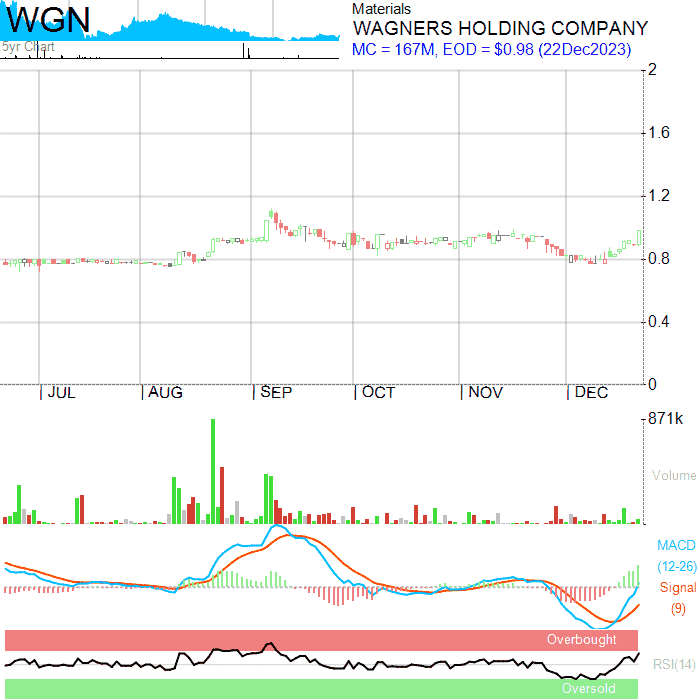 WGN
5yr Chart
Materials
WAGNERS HOLDING COMPANY
MC = 167M, EOD = $0.98 (22Dec2023)
2
1.6
1.2
0.8
0.4
0
JUL AUG SEP OCT NOV DEC
871k
Volume
MACD
(12-26)
Signal
(9)
Overbought
RSI(14)
Oversold